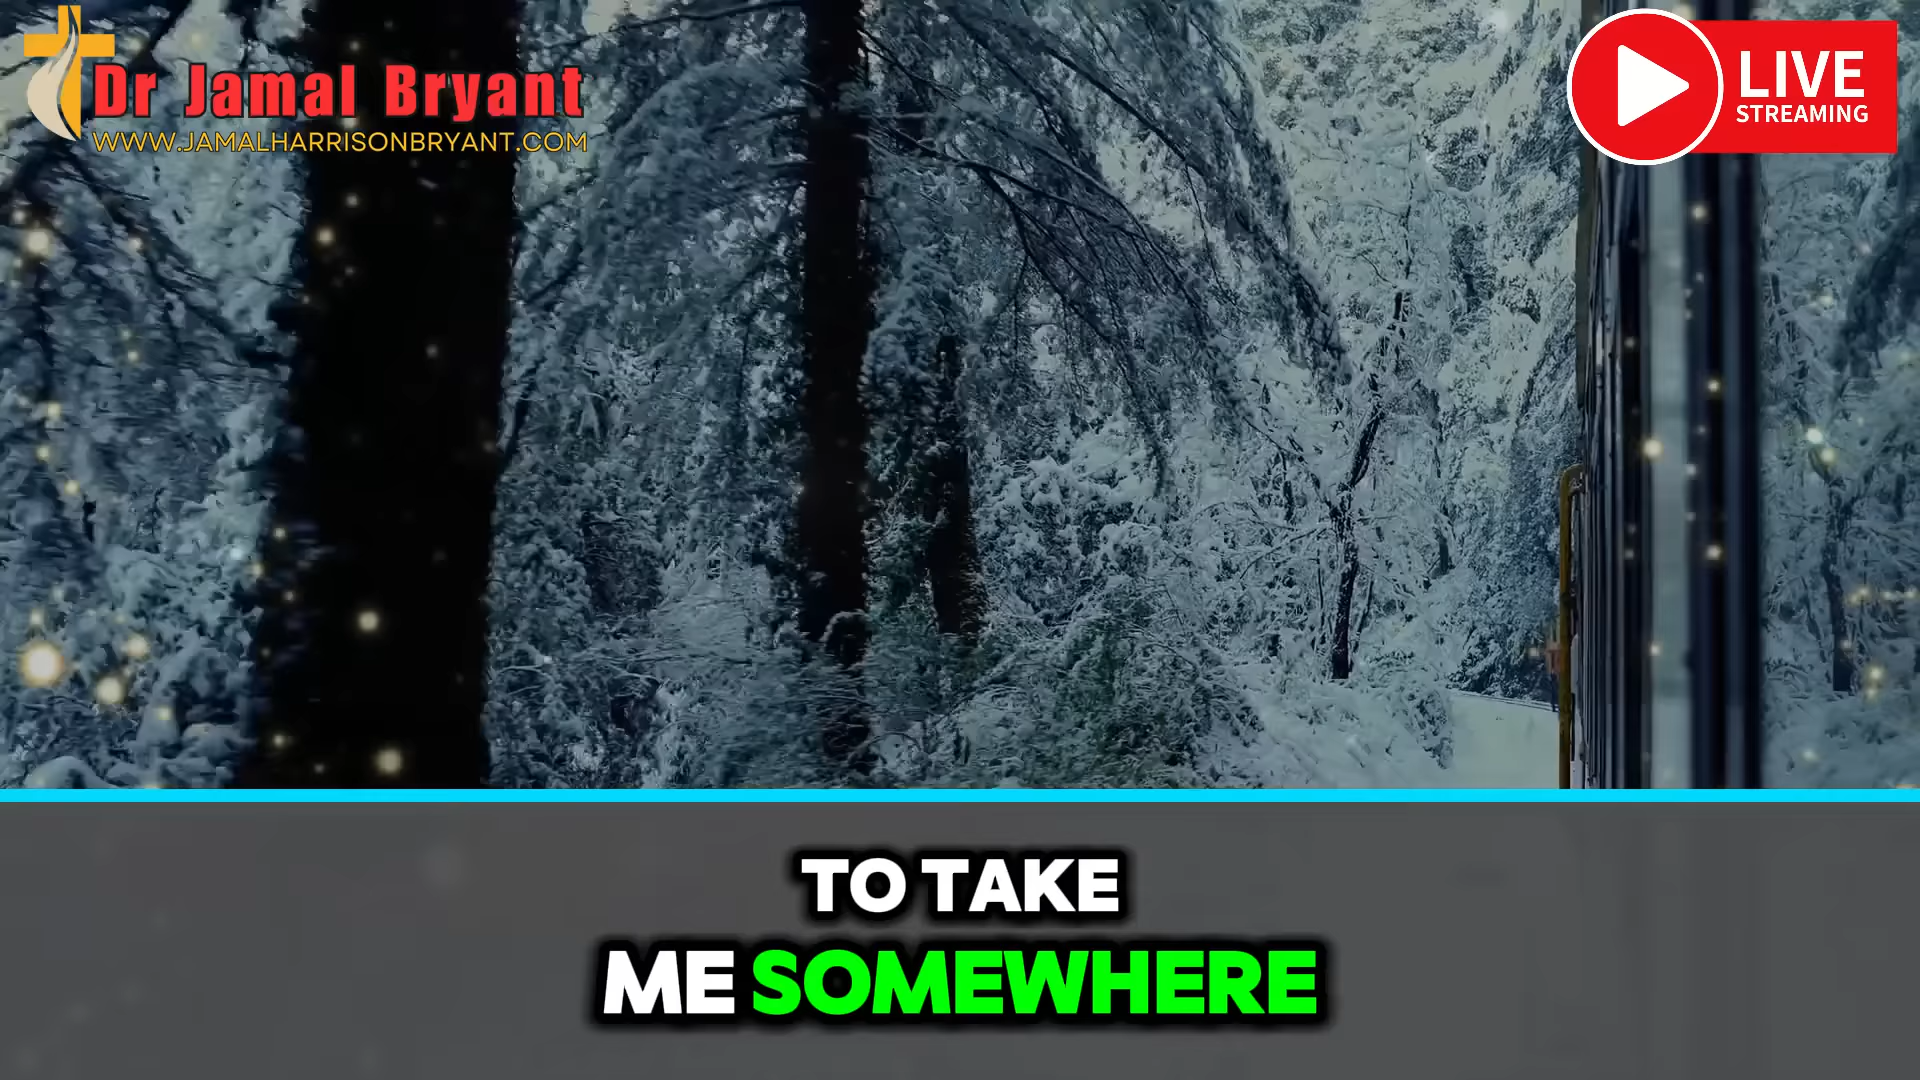 Dr Jamal Bryant
WWW.JAMALHARRISONBRYANT.COM
LIVE
STREAMING
TO TAKE
ME SOMEWHERE